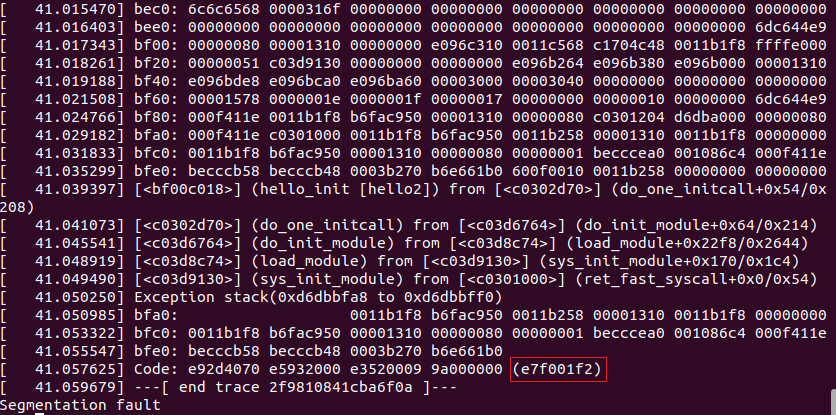 [   41.015470] bec0: 6c6c6568 0000316f 00000000 00000000 00000000 00000000 00000000 00000000
[   41.016403] bee0: 00000000 00000000 00000000 00000000 00000000 00000000 00000000 6dc644e9
[   41.017343] bf00: 00000080 00001310 00000000 e096c310 0011c568 c1704c48 0011b1f8 ffffe000
[   41.018261] bf20: 00000051 c03d9130 00000000 00000000 e096b264 e096b380 e096b000 00001310
[   41.019188] bf40: e096bde8 e096bca0 e096ba60 00003000 00003040 00000000 00000000 00000000
[   41.021508] bf60: 00001578 0000001e 0000001f 00000017 00000000 00000010 00000000 6dc644e9
[   41.024766] bf80: 000f411e 0011b1f8 b6fac950 00001310 00000080 c0301204 d6dba000 00000080
[   41.029182] bfa0: 000f411e c0301000 0011b1f8 b6fac950 0011b258 00001310 0011b1f8 00000000
[   41.031833] bfc0: 0011b1f8 b6fac950 00001310 00000080 00000001 becccea0 001086c4 000f411e
[   41.035299] bfe0: becccb58 becccb48 0003b270 b6e661b0 600f0010 0011b258 00000000 00000000
[   41.039397] [<bf00c018>] (hello_init [hello2]) from [<c0302d70>] (do_one_initcall+0x54/0x
208)
[   41.041073] [<c0302d70>] (do_one_initcall) from [<c03d6764>] (do_init_module+0x64/0x214)
[   41.045541] [<c03d6764>] (do_init_module) from [<c03d8c74>] (load_module+0x22f8/0x2644)
[   41.048919] [<c03d8c74>] (load_module) from [<c03d9130>] (sys_init_module+0x170/0x1c4)
[   41.049490] [<c03d9130>] (sys_init_module) from [<c0301000>] (ret_fast_syscall+0x0/0x54)
[   41.050250] Exception stack(0xd6dbbfa8 to 0xd6dbbff0)
[   41.050985] bfa0:                   0011b1f8 b6fac950 0011b258 00001310 0011b1f8 00000000
[   41.053322] bfc0: 0011b1f8 b6fac950 00001310 00000080 00000001 becccea0 001086c4 000f411e
[   41.055547] bfe0: becccb58 becccb48 0003b270 b6e661b0
[   41.057625] Code: e92d4070 e5932000 e3520009 9a000000 (e7f001f2)
[   41.059679] ---[ end trace 2f9810841cba6f0a ]---
Segmentation fault